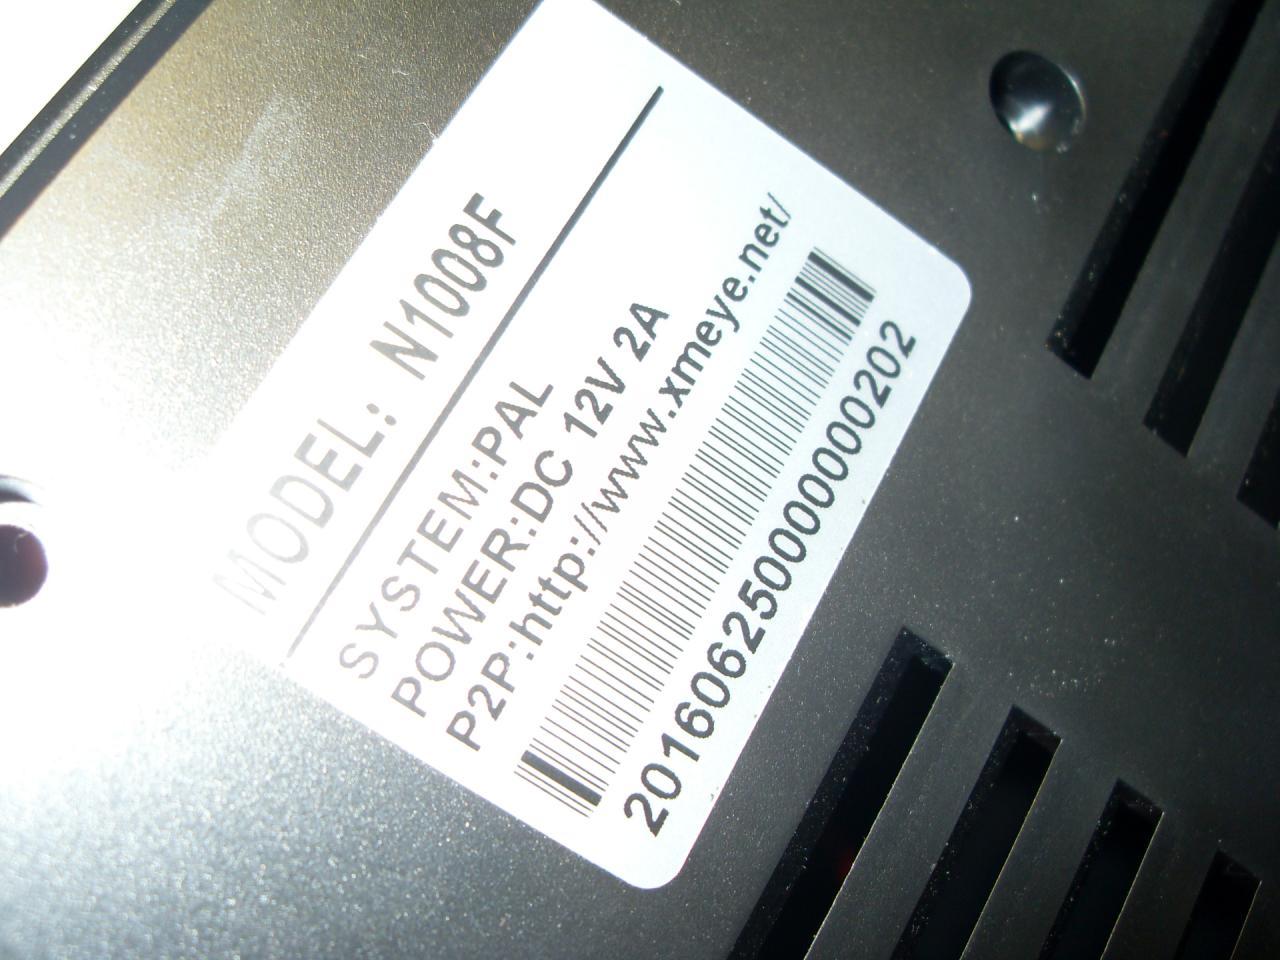 MODEL: N1008F
SYSTEM:PAL
POWER:DC 12V 2A
P2P:http://www.xmeye.net/
20160625000000202